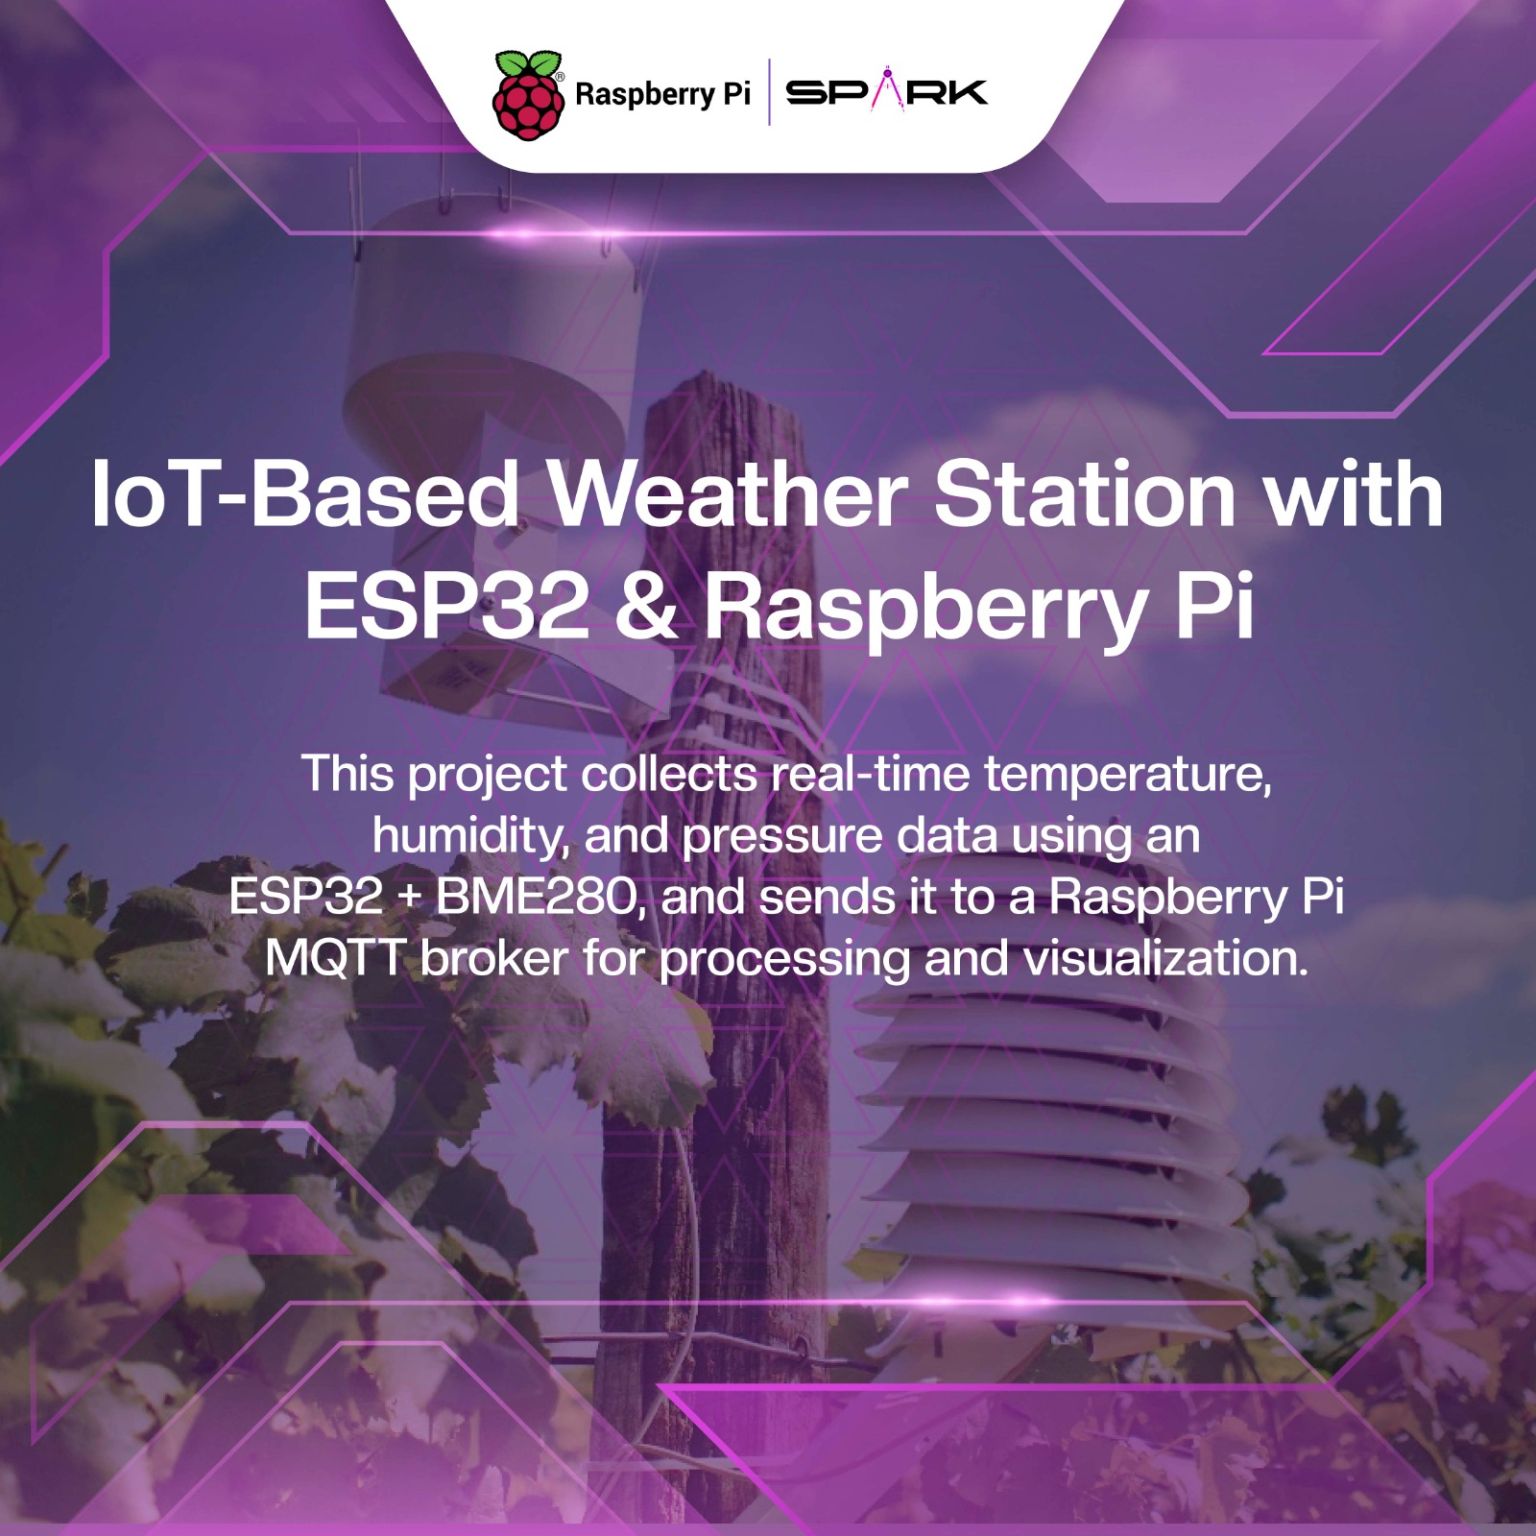 Raspberry Pi
SPARK
IoT-Based Weather Station with
ESP32 & Raspberry Pi
This project collects real-time temperature,
humidity, and pressure data using an
ESP32 + BME280, and sends it to a Raspberry Pi
MQTT broker for processing and visualization.